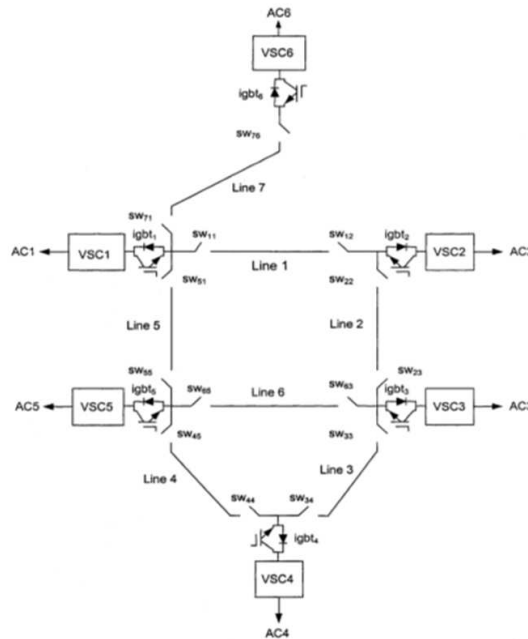 AC6
VSC6
igbt₆
sw₇₆
Line 7
sw₇₁
igbt₁
sw₁₁
sw₁₂
igbt₂
AC1
VSC1
VSC2
sw₅₁
Line 1
sw₂₂
Line 5
Line 2
sw₅₅
sw₂₃
igbt₅
sw₆₅
Line 6
sw₆₃
igbt₃
AC5
VSC5
VSC3
sw₄₅
sw₃₃
Line 4
Line 3
sw₄₄
sw₃₄
igbt₄
VSC4
AC4